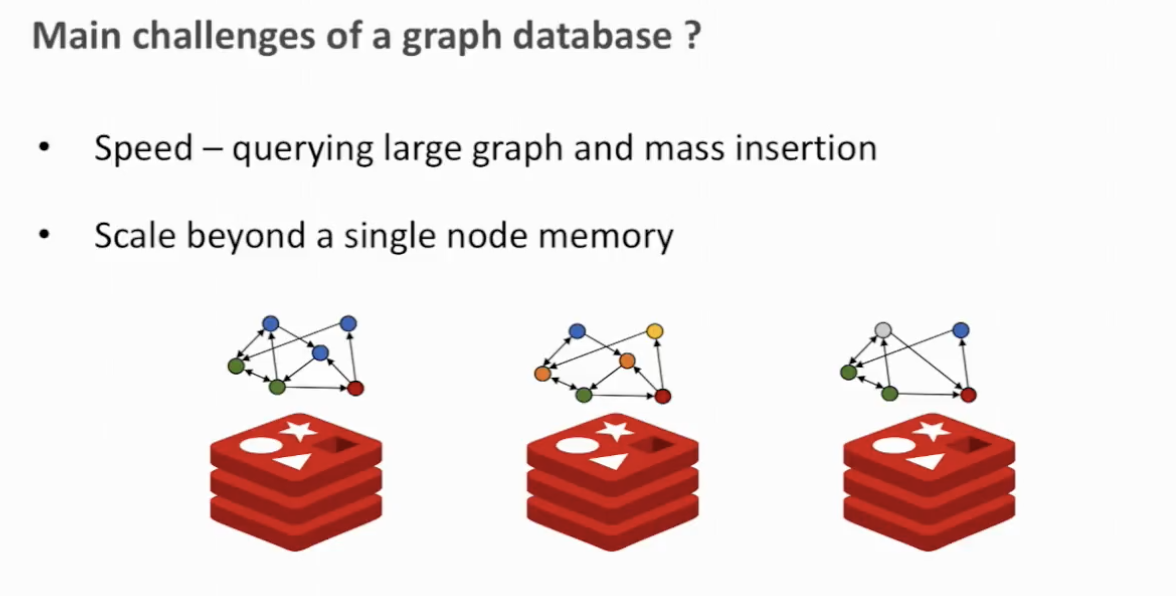 Main challenges of a graph database ?
• Speed – querying large graph and mass insertion
• Scale beyond a single node memory